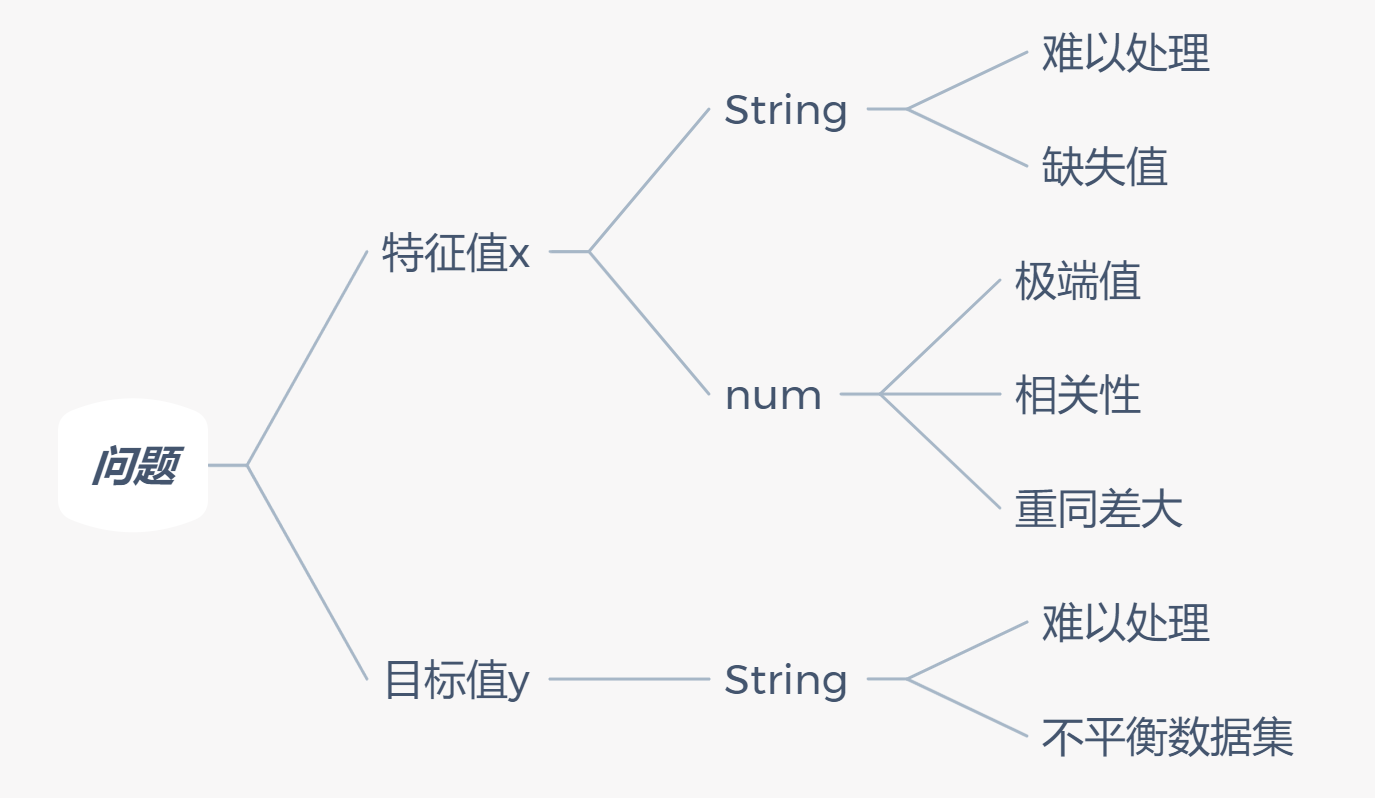 问题
特征值x
String
难以处理
缺失值
num
极端值
相关性
重同差大
目标值y
String
难以处理
不平衡数据集